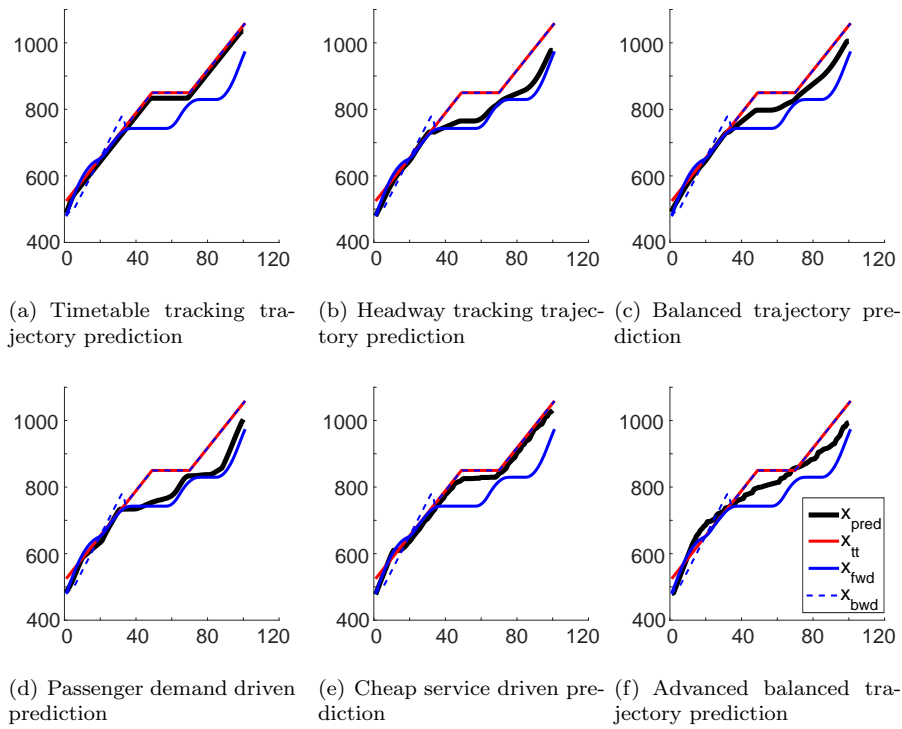 1000
800
600
400
0 40 80 120
1000
800
600
400
0 40 80 120
1000
800
600
400
0 40 80 120
(a) Timetable tracking tra-
jectory prediction
(b) Headway tracking trajec-
tory prediction
(c) Balanced trajectory pre-
diction
1000
800
600
400
0 40 80 120
1000
800
600
400
0 40 80 120
1000
800
600
400
0 40 80 120
x_pred
x_tt
x_fwd
x_bwd
(d) Passenger demand driven
prediction
(e) Cheap service driven pre-
diction
(f) Advanced balanced tra-
jectory prediction